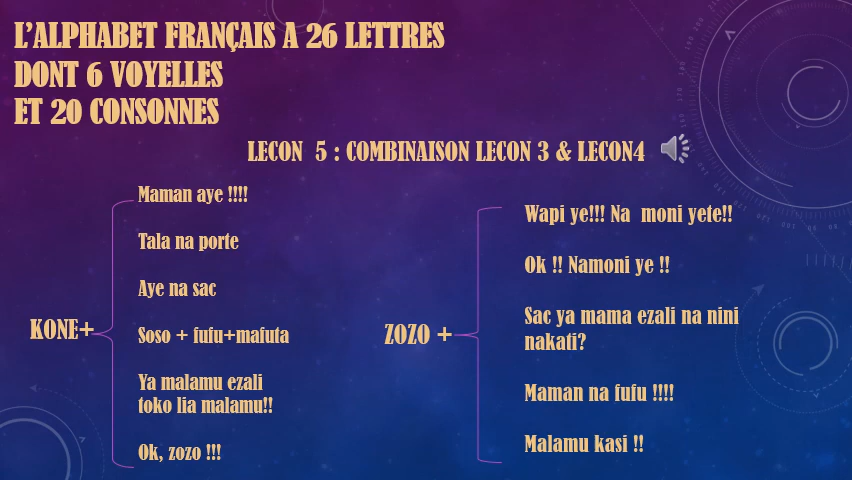 L'ALPHABET FRANÇAIS A 26 LETTRES
DONT 6 VOYELLES
ET 20 CONSONNES
LECON 5 : COMBINAISON LECON 3 & LECON4
KONE+
Maman aye !!!!
Tala na porte
Aye na sac
Soso + fufu+mafuta
Ya malamu ezali
toko lia malamu!!
Ok, zozo !!!
ZOZO +
Wapi ye!!! Na moni yete!!
Ok !! Namoni ye !!
Sac ya mama ezali na nini
nakati?
Maman na fufu !!!!
Malamu kasi !!